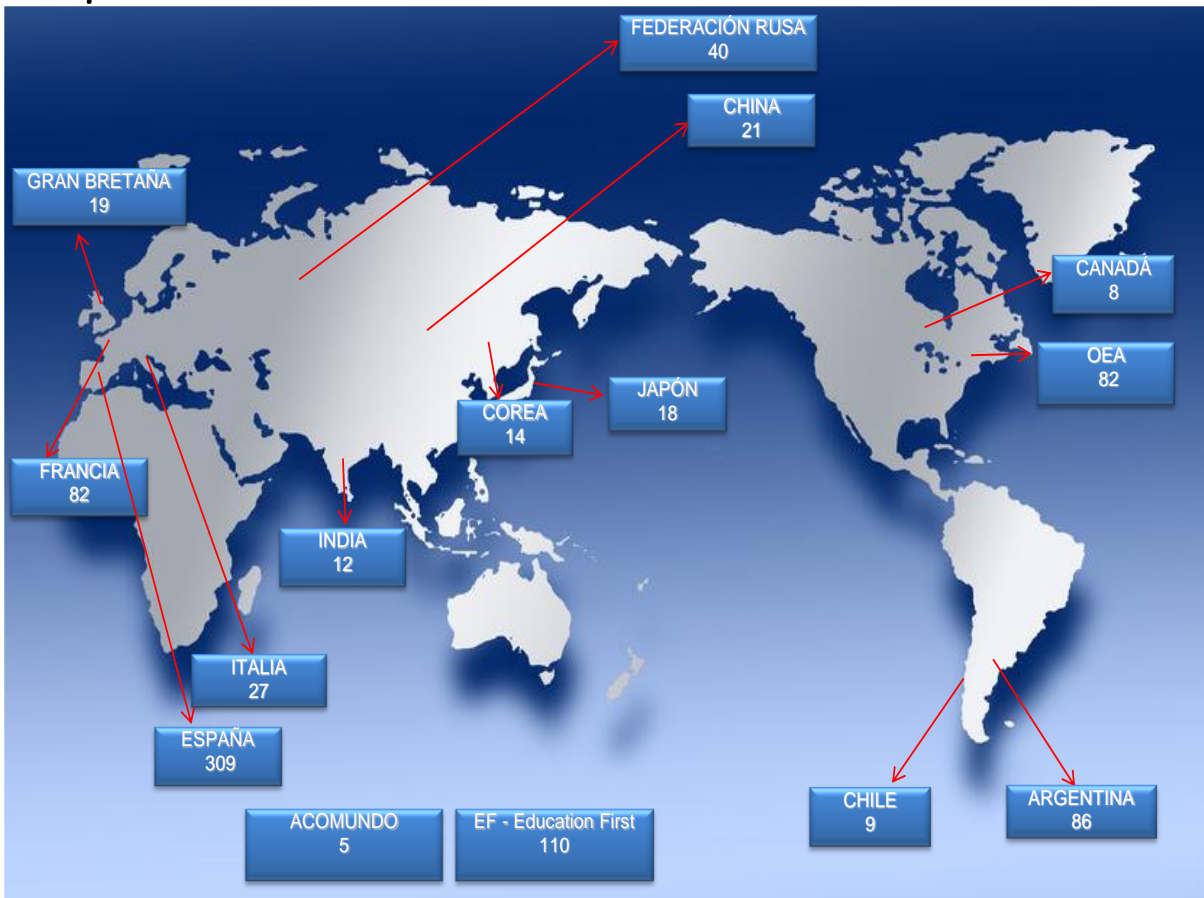 FEDERACIÓN RUSA
40
CHINA
21
GRAN BRETAÑA
19
CANADÁ
8
OEA
82
JAPÓN
18
COREA
14
FRANCIA
82
INDIA
12
ITALIA
27
ESPAÑA
309
CHILE
9
ARGENTINA
86
ACOMUNDO
5
EF - Education First
110